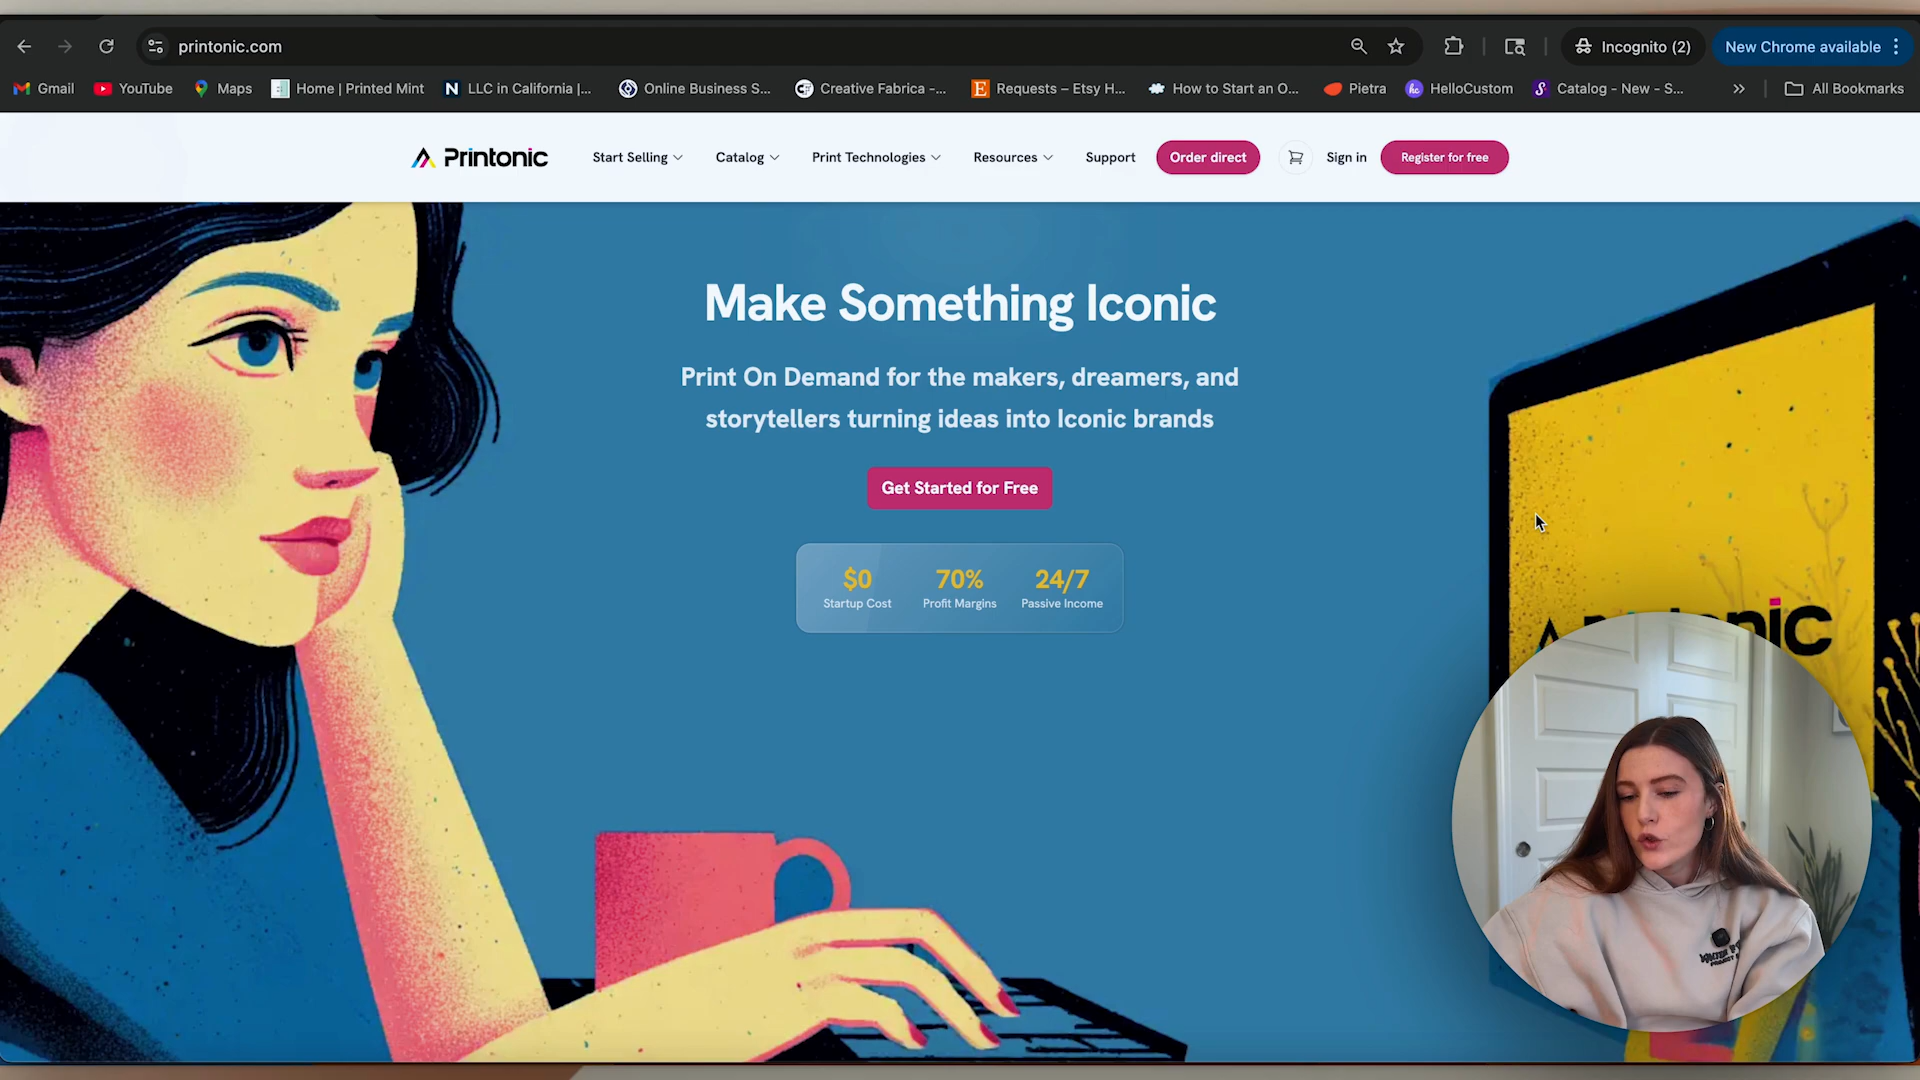 printonic.com
Incognito (2)
New Chrome available
Gmail
YouTube
Maps
Home | Printed Mint
LLC in California |...
Online Business S...
Creative Fabrica -...
Requests – Etsy H...
How to Start an O...
Pietra
HelloCustom
Catalog - New - S...
All Bookmarks
Printonic
Start Selling
Catalog
Print Technologies
Resources
Support
Order direct
Sign in
Register for free
Make Something Iconic
Print On Demand for the makers, dreamers, and
storytellers turning ideas into Iconic brands
Get Started for Free
$0
Startup Cost
70%
Profit Margins
24/7
Passive Income